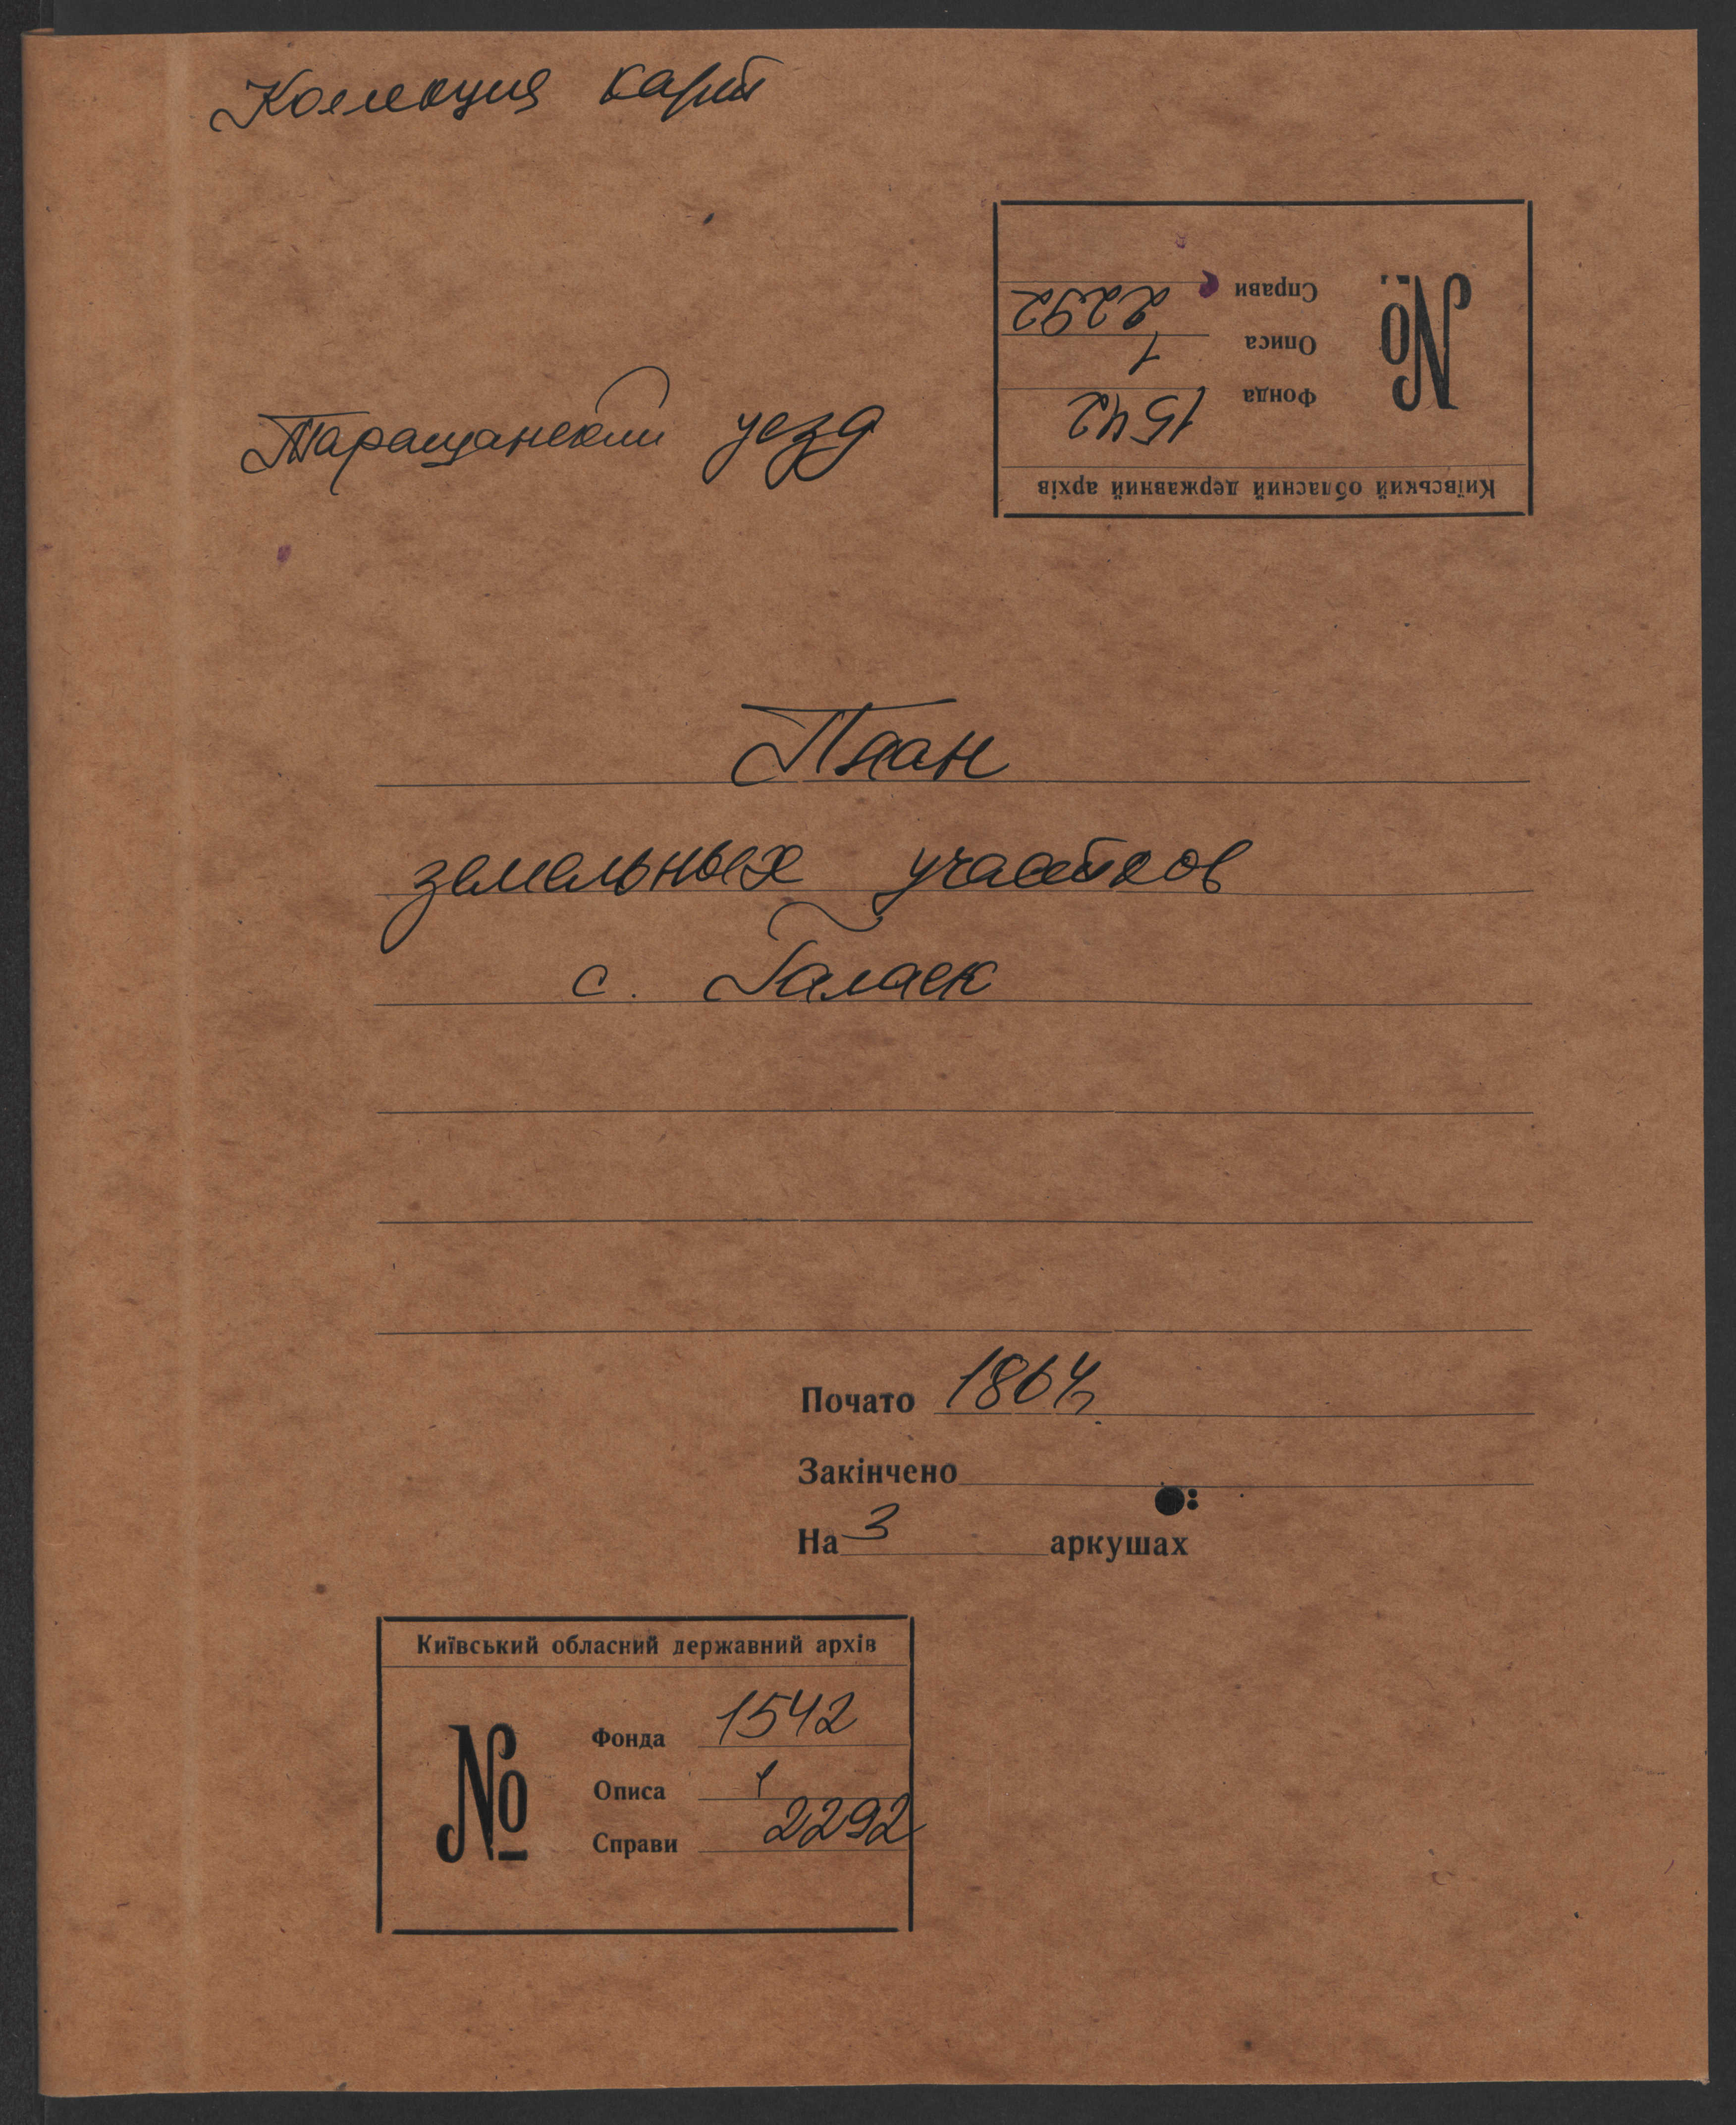 Коллекция карт
Справи 2292
Описа 1
Фонда 1542
№
Київський обласний державний архів
Таращанский уезд
План
земельных участков
с. Галаек
Почато 1864г.
Закінчено
На 3 аркушах
Київський обласний державний архів
№
Фонда 1542
Описа 1
Справи 2292